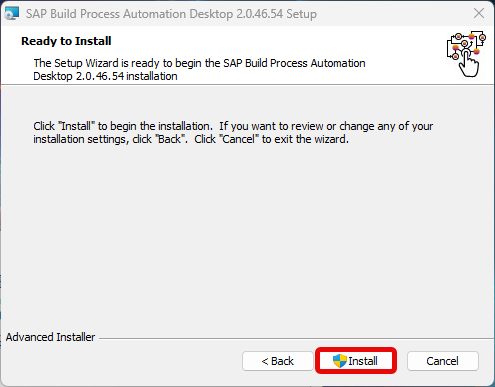 SAP Build Process Automation Desktop 2.0.46.54 Setup
Ready to Install
The Setup Wizard is ready to begin the SAP Build Process Automation
Desktop 2.0.46.54 installation
Click "Install" to begin the installation.  If you want to review or change any of your
installation settings, click "Back".  Click "Cancel" to exit the wizard.
Advanced Installer
< Back
Install
Cancel